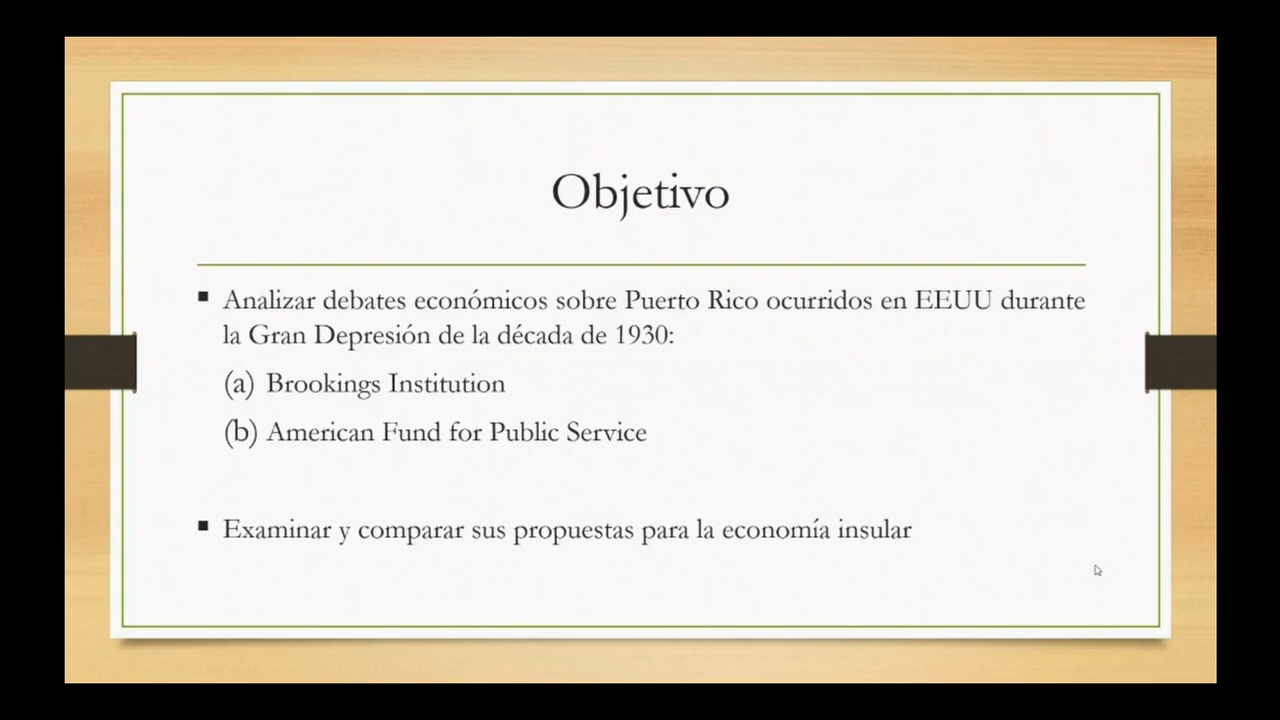 Objetivo
▪ Analizar debates económicos sobre Puerto Rico ocurridos en EEUU durante
la Gran Depresión de la década de 1930:
(a) Brookings Institution
(b) American Fund for Public Service
▪ Examinar y comparar sus propuestas para la economía insular